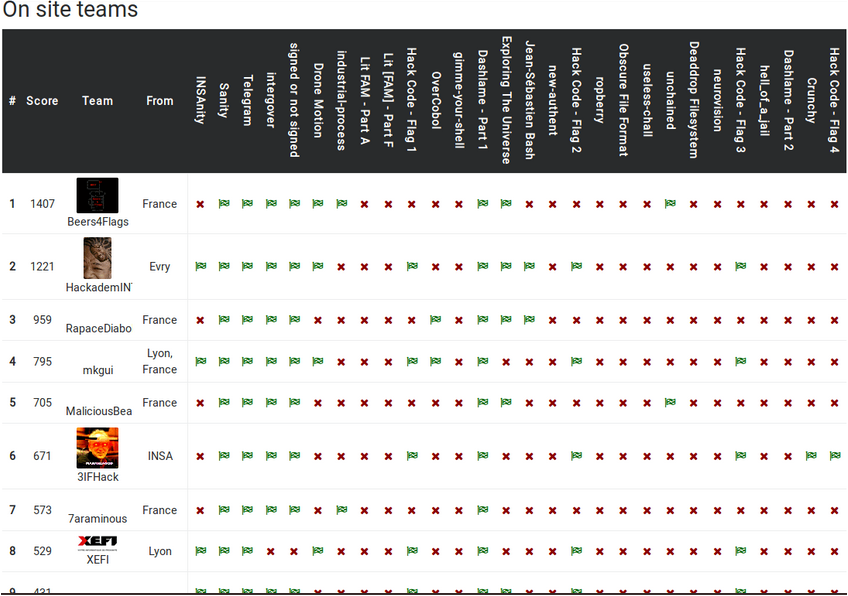 On site teams
# Score Team From INSAnity Sanity Telegram intergover signed or not signed Drone Motion industrial-process Lit FAM - Part A Lit [FAM] - Part F Hack Code - Flag 1 OverCobol gimme-your-shell Dashlame - Part 1 Exploring The Universe Jean-Sébastien Bash new-authent Hack Code - Flag 2 ropberry Obscure File Format useless-chall unchained Deaddrop Filesystem neurovision Hack Code - Flag 3 hell_of_a_jail Dashlame - Part 2 Crunchy Hack Code - Flag 4
1 1407 Beers4Flags France
2 1221 HackademIN Evry
3 959 RapaceDiabo France
4 795 mkgui Lyon,
France
5 705 MaliciousBea France
6 671 3IFHack INSA
7 573 7araminous France
8 529 XEFI XEFI Lyon
9 431